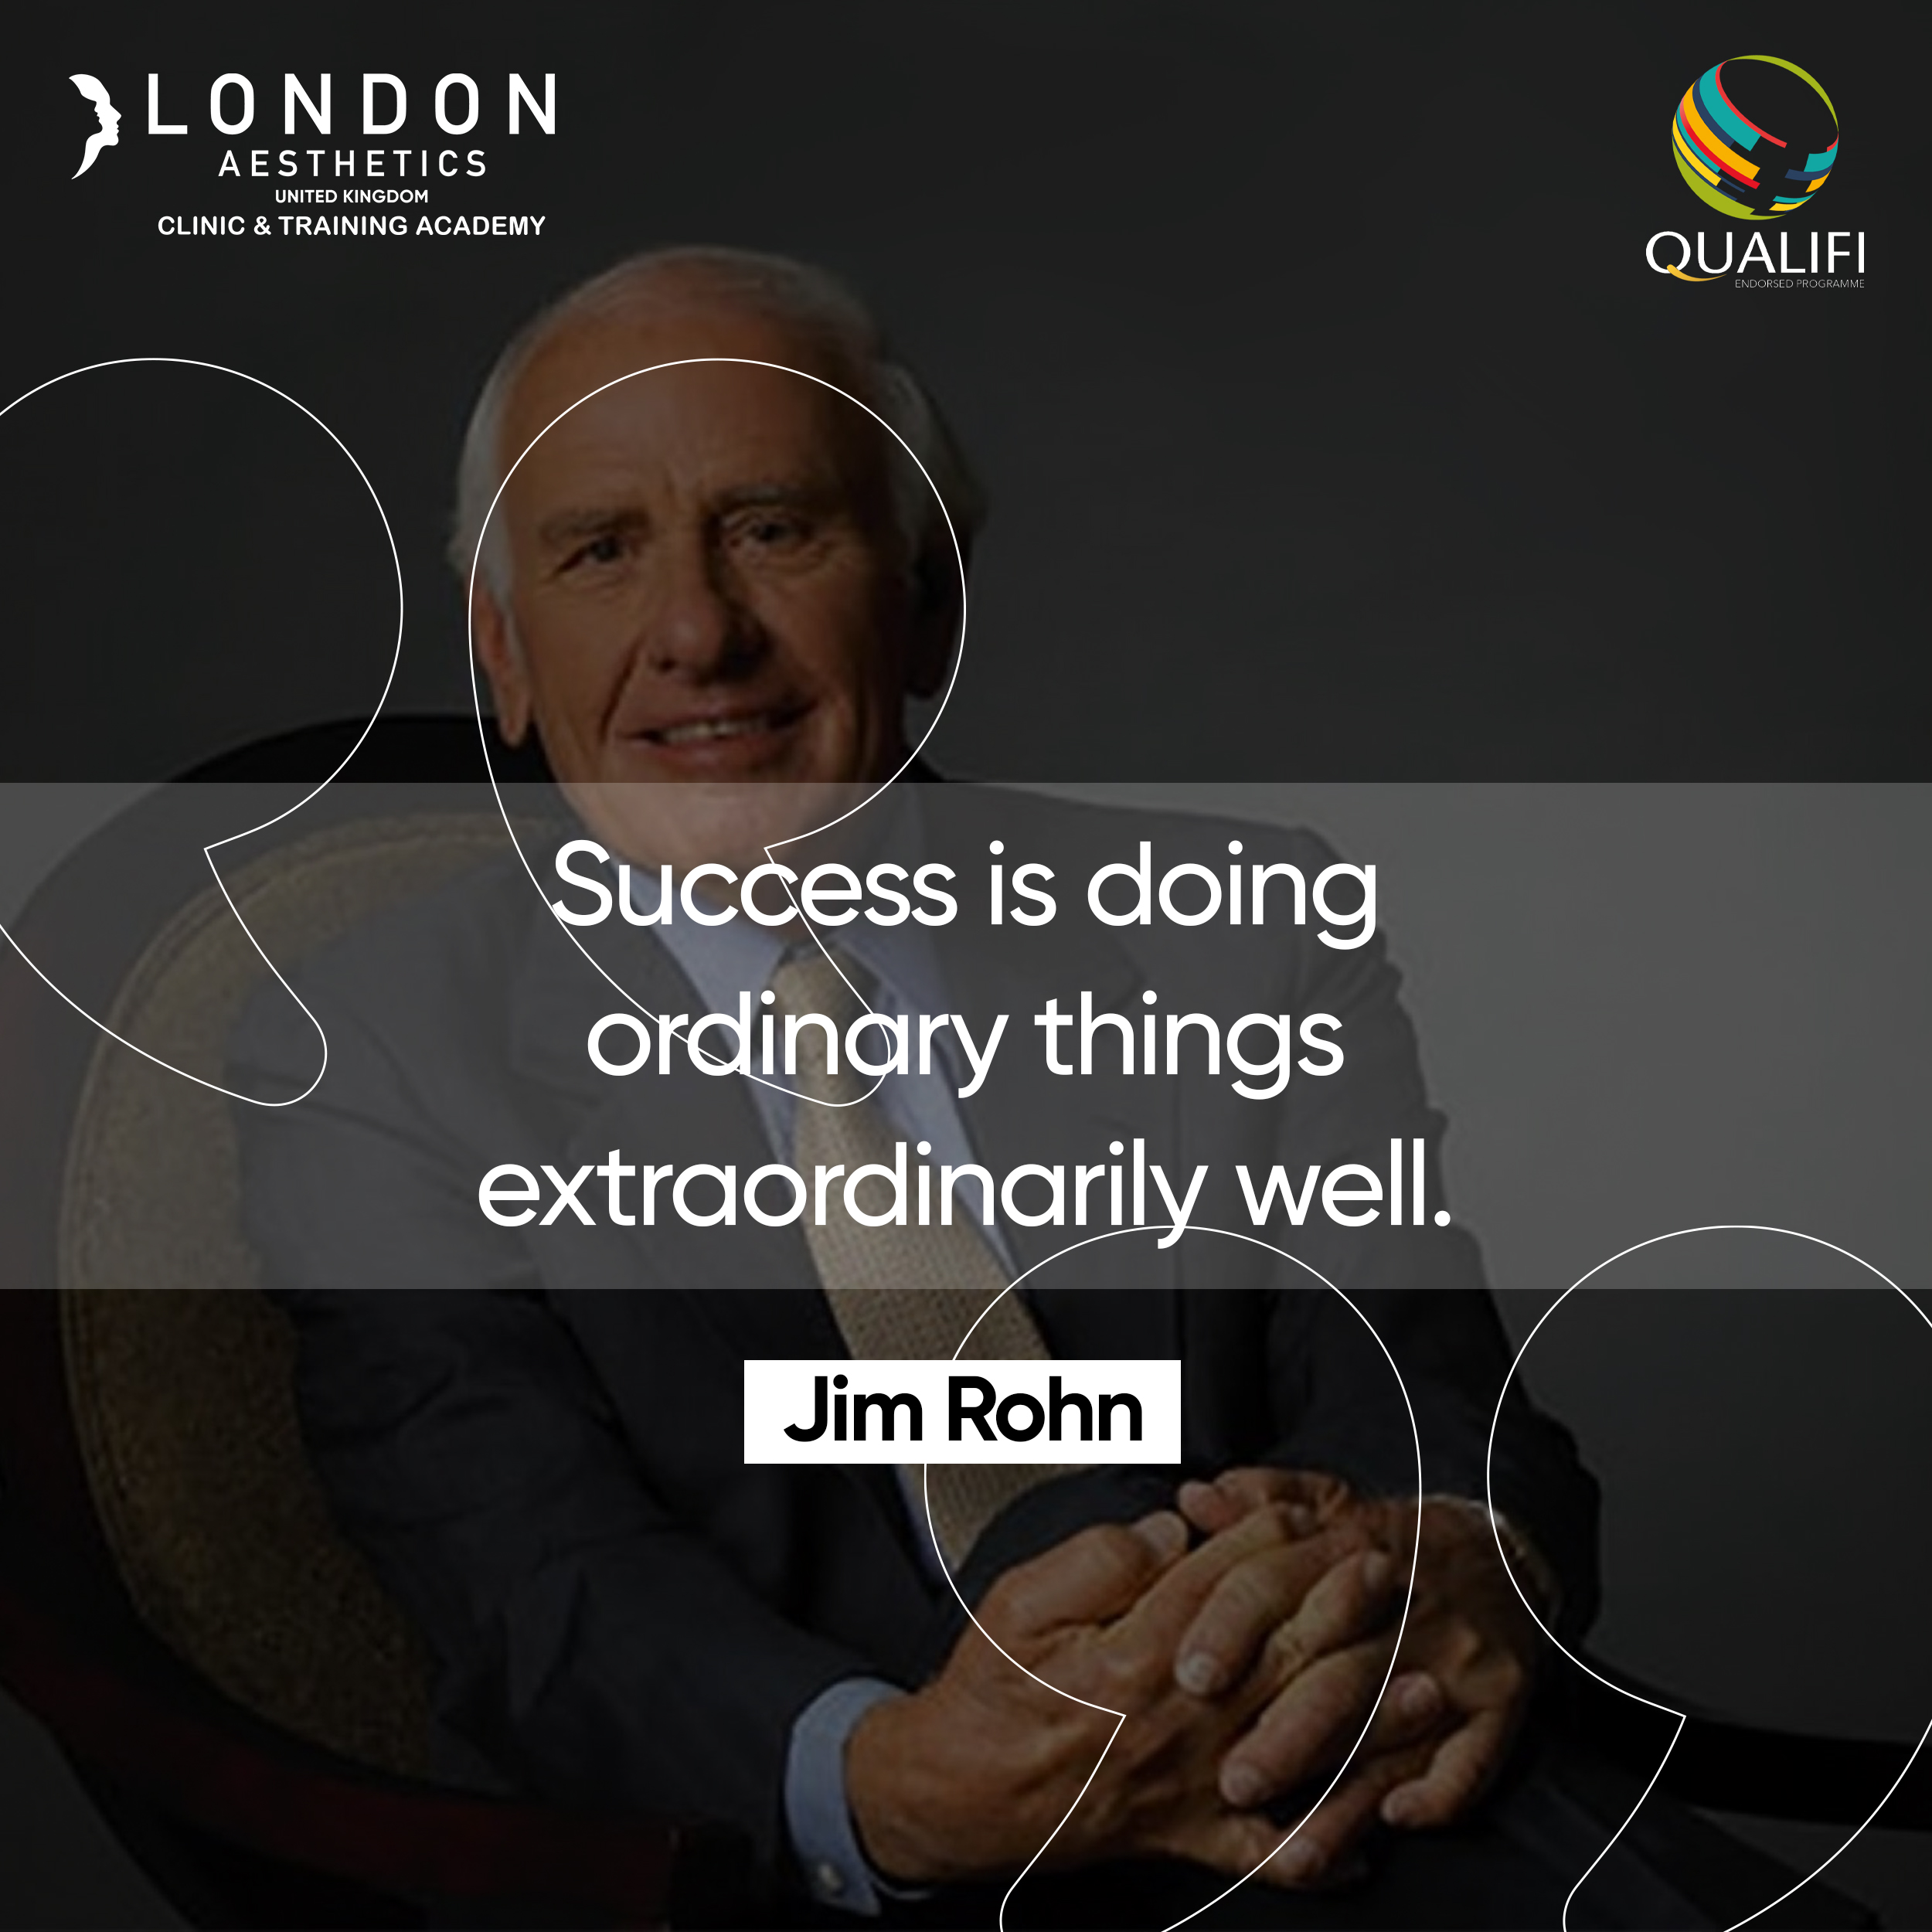 LONDON
AESTHETICS
UNITED KINGDOM
CLINIC & TRAINING ACADEMY
QUALIFI
ENDORSED PROGRAMME
Success is doing
ordinary things
extraordinarily well.
Jim Rohn